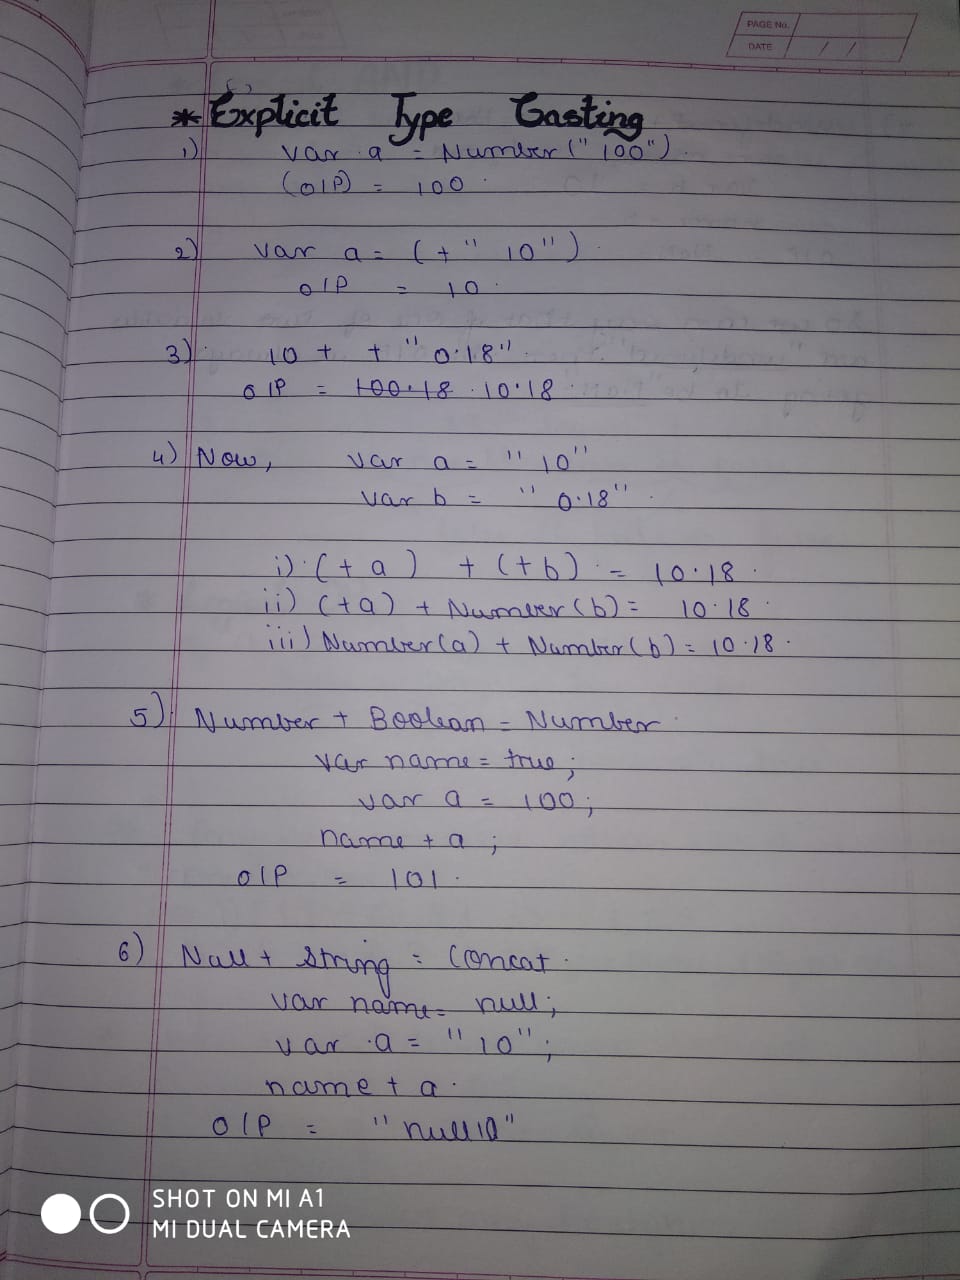 PAGE No.
DATE / /
* Explicit Type Casting
1) var a = Number("100").
(O/P) = 100.
2) var a = (+"10").
O/P = 10.
3) 10 + + "0.18".
O/P = 100.18 . 10.18.
4) Now, var a = "10"
var b = "0.18".
i) (+a) + (+b) = 10.18.
ii) (+a) + Number(b) = 10.18.
iii) Number(a) + Number(b) = 10.18.
5) Number + Boolean = Number.
var name = true;
var a = 100;
name + a ;
O/P = 101.
6) Null + String = Concat.
var name = null;
var a = "10";
name + a.
O/P = "null10"
SHOT ON MI A1
MI DUAL CAMERA